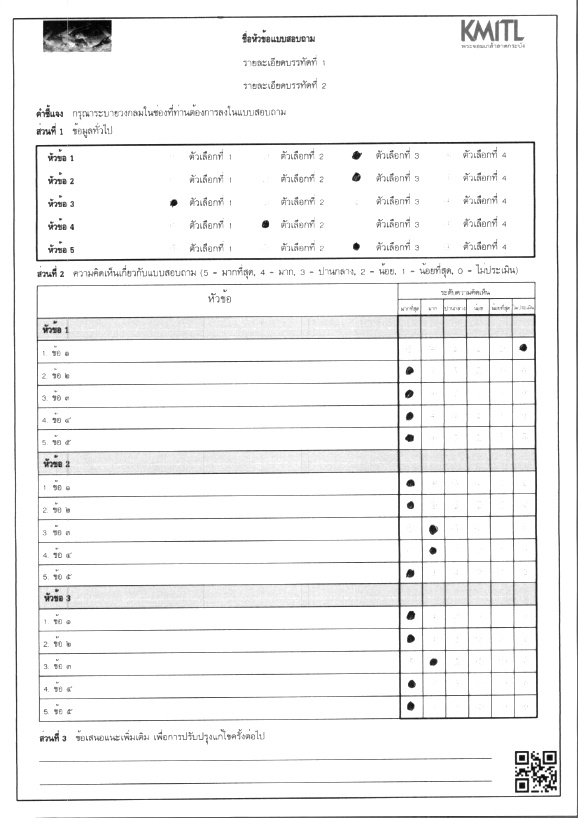 KMITL
พระจอมเกล้าลาดกระบัง
ชื่อหัวข้อแบบสอบถาม
รายละเอียดบรรทัดที่ 1
รายละเอียดบรรทัดที่ 2
คำชี้แจง กรุณาระบายวงกลมในช่องที่ท่านต้องการลงในแบบสอบถาม
ส่วนที่ 1 ข้อมูลทั่วไป
หัวข้อ 1 ตัวเลือกที่ 1 ตัวเลือกที่ 2 ตัวเลือกที่ 3 ตัวเลือกที่ 4
หัวข้อ 2 ตัวเลือกที่ 1 ตัวเลือกที่ 2 ตัวเลือกที่ 3 ตัวเลือกที่ 4
หัวข้อ 3 ตัวเลือกที่ 1 ตัวเลือกที่ 2 ตัวเลือกที่ 3 ตัวเลือกที่ 4
หัวข้อ 4 ตัวเลือกที่ 1 ตัวเลือกที่ 2 ตัวเลือกที่ 3 ตัวเลือกที่ 4
หัวข้อ 5 ตัวเลือกที่ 1 ตัวเลือกที่ 2 ตัวเลือกที่ 3 ตัวเลือกที่ 4
ส่วนที่ 2 ความคิดเห็นเกี่ยวกับแบบสอบถาม (5 - มากที่สุด, 4 - มาก, 3 - ปานกลาง, 2 - น้อย, 1 - น้อยที่สุด, 0 - ไม่ประเมิน)
หัวข้อ ระดับความคิดเห็น
มากที่สุด มาก ปานกลาง น้อย น้อยที่สุด ไม่ประเมิน
หัวข้อ 1
1. ข้อ ๑
2. ข้อ ๒
3. ข้อ ๓
4. ข้อ ๔
5. ข้อ ๕
หัวข้อ 2
1. ข้อ ๑
2. ข้อ ๒
3. ข้อ ๓
4. ข้อ ๔
5. ข้อ ๕
หัวข้อ 3
1. ข้อ ๑
2. ข้อ ๒
3. ข้อ ๓
4. ข้อ ๔
5. ข้อ ๕
ส่วนที่ 3 ข้อเสนอแนะเพิ่มเติม เพื่อการปรับปรุงแก้ไขครั้งต่อไป